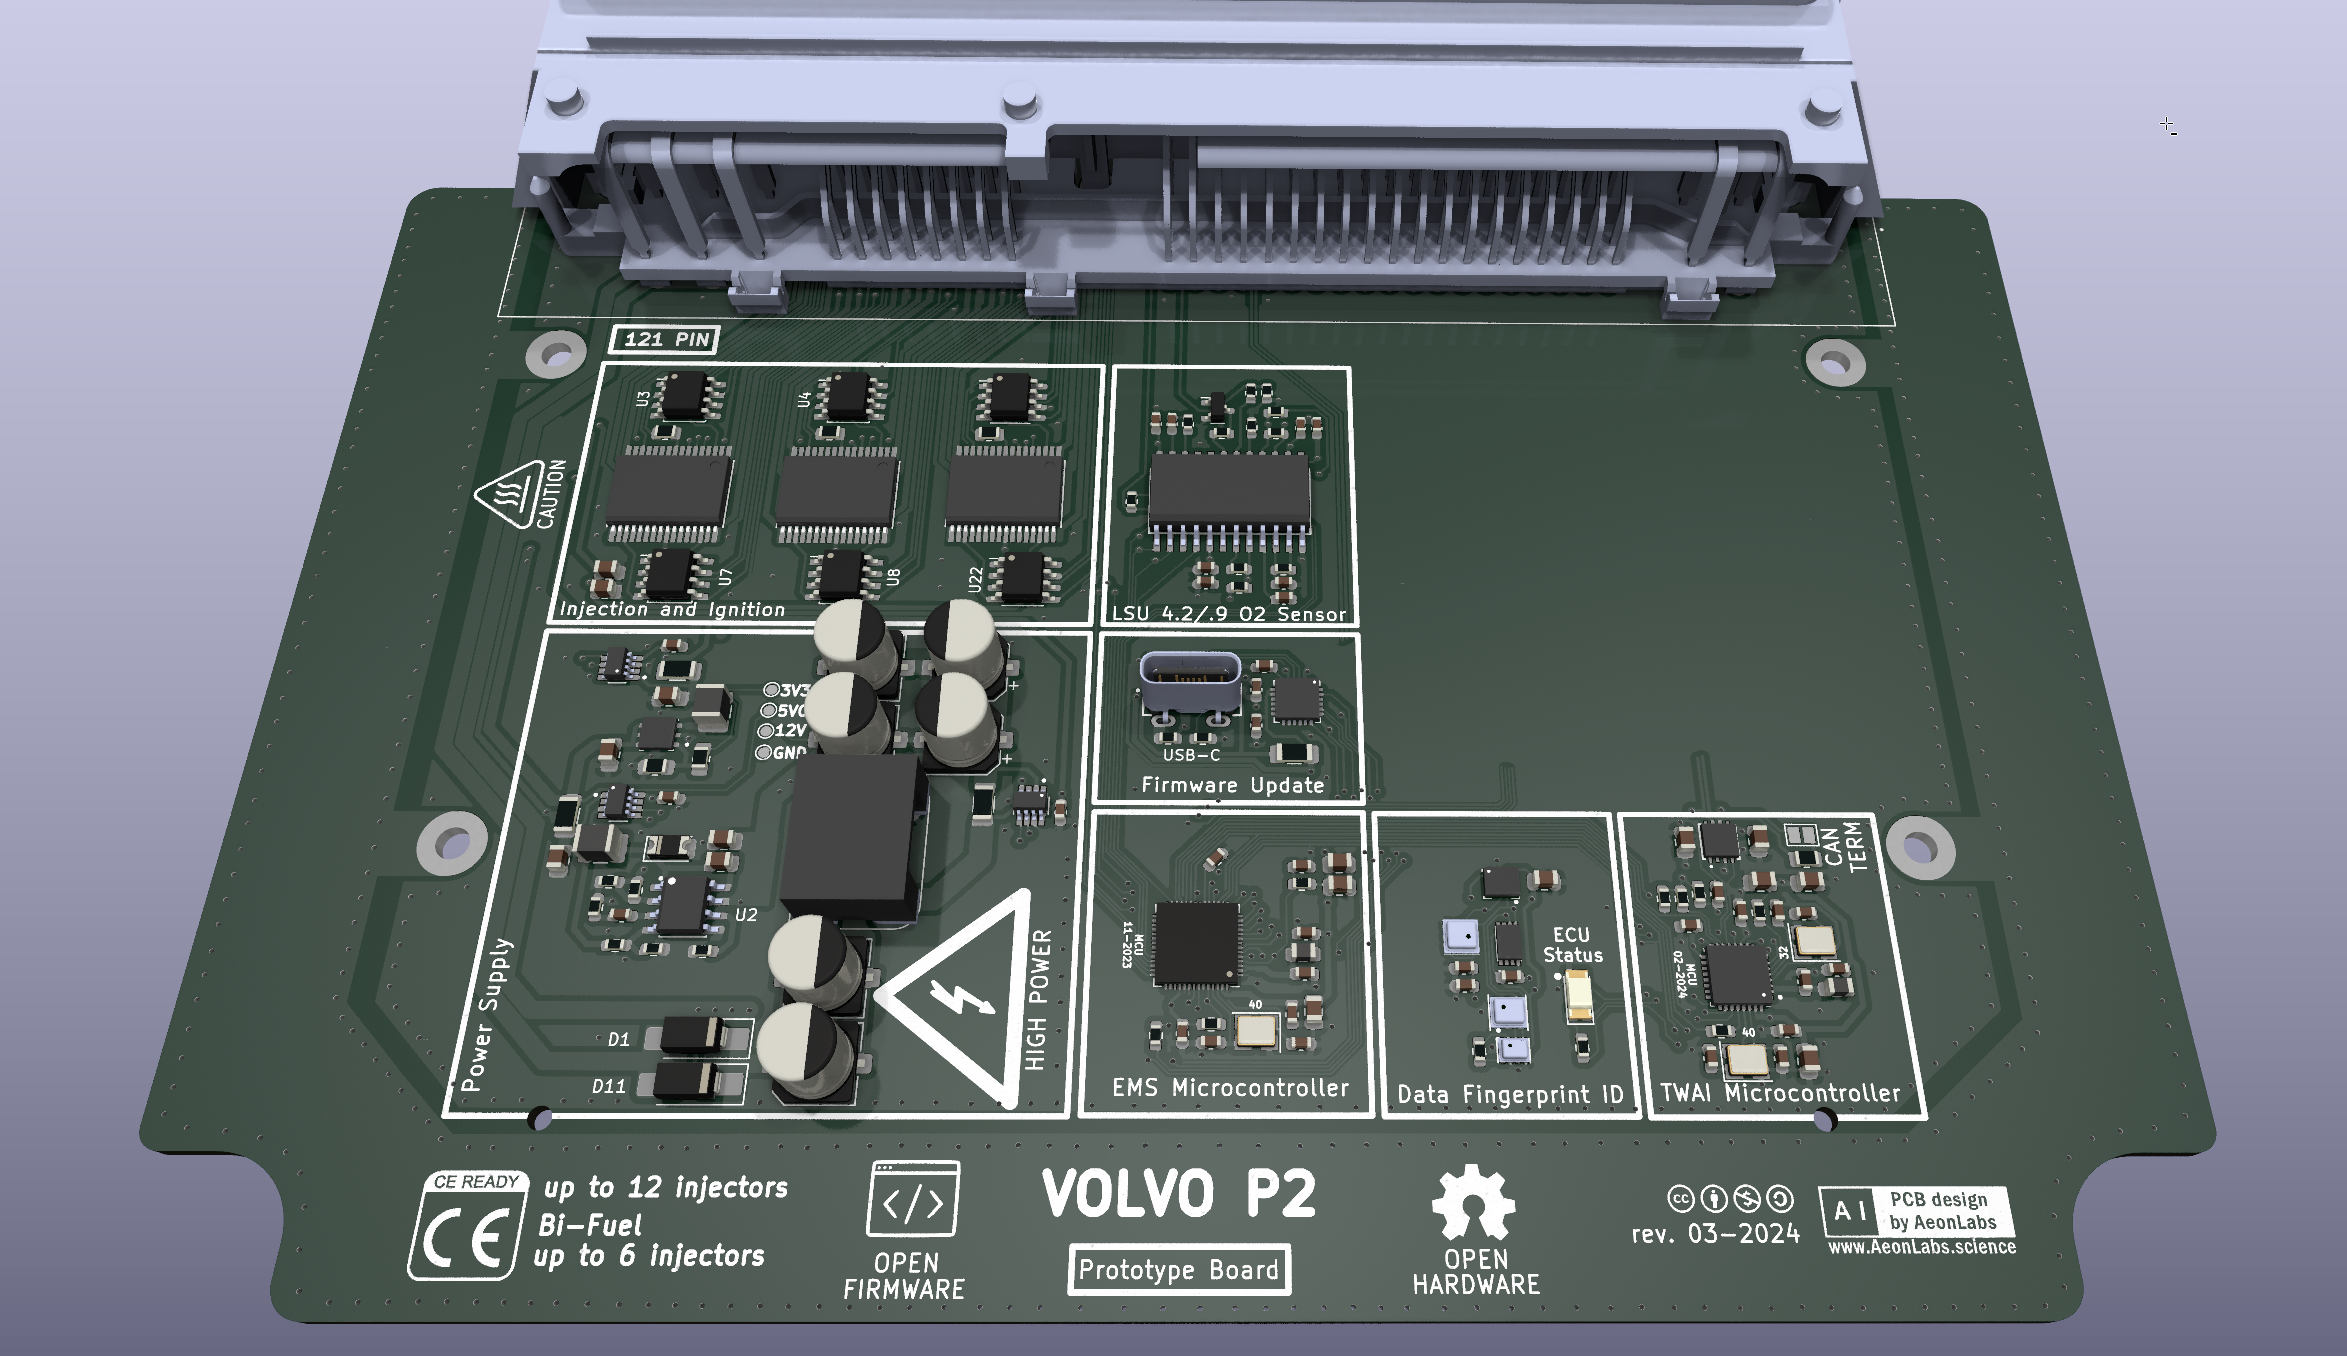 121 PIN
U3
U4
CAUTION
U7
U8
U22
Injection and Ignition
LSU 4.2/.9 O2 Sensor
3V3
5V
12V
GND
+
+
USB-C
Firmware Update
U2
Power Supply
D1
D11
HIGH POWER
MCU
11-2023
40
EMS Microcontroller
ECU
Status
Data Fingerprint ID
CAN
TERM
32
MCU
02-2024
40
TWAI Microcontroller
CE READY
CE
up to 12 injectors
Bi-Fuel
up to 6 injectors
</>
OPEN
FIRMWARE
VOLVO P2
Prototype Board
OPEN
HARDWARE
cc
rev. 03-2024
AI
PCB design
by AeonLabs
www.AeonLabs.science